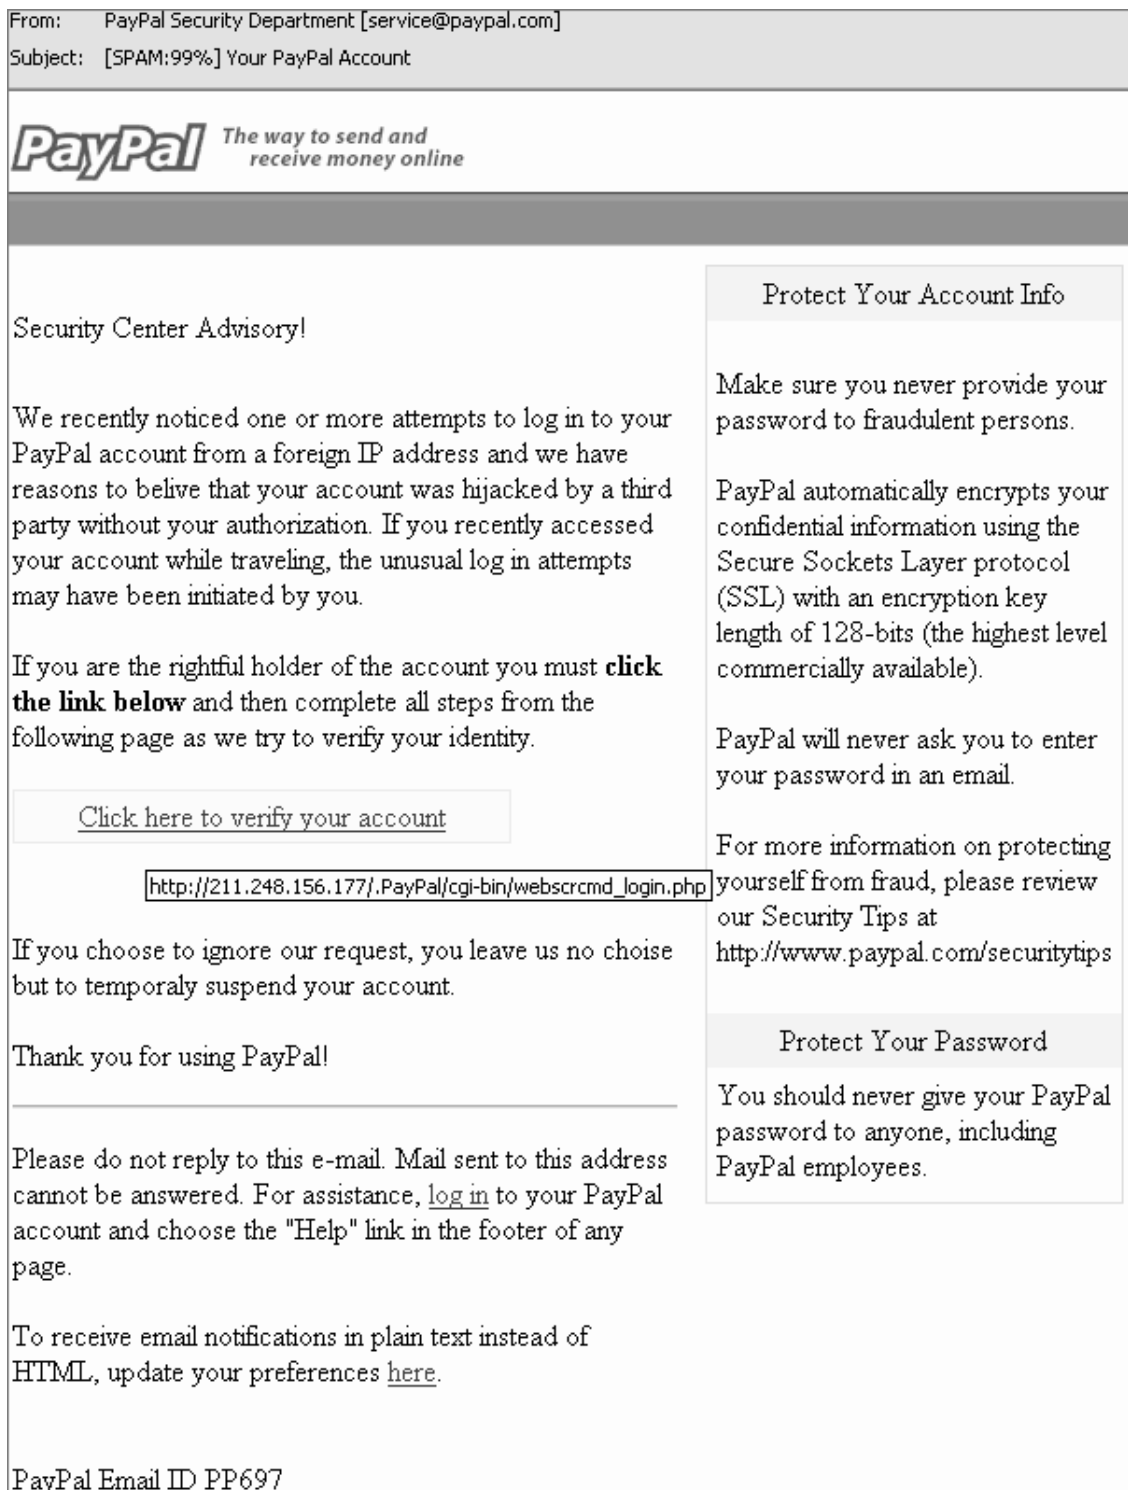 From: PayPal Security Department [service@paypal.com]
Subject: [SPAM:99%] Your PayPal Account
PayPal The way to send and
receive money online
Security Center Advisory!
We recently noticed one or more attempts to log in to your
PayPal account from a foreign IP address and we have
reasons to belive that your account was hijacked by a third
party without your authorization. If you recently accessed
your account while traveling, the unusual log in attempts
may have been initiated by you.
If you are the rightful holder of the account you must click
the link below and then complete all steps from the
following page as we try to verify your identity.
Click here to verify your account
http://211.248.156.177/.PayPal/cgi-bin/webscrcmd_login.php
If you choose to ignore our request, you leave us no choise
but to temporaly suspend your account.
Thank you for using PayPal!
Please do not reply to this e-mail. Mail sent to this address
cannot be answered. For assistance, log in to your PayPal
account and choose the "Help" link in the footer of any
page.
To receive email notifications in plain text instead of
HTML, update your preferences here.
PayPal Email ID PP697
Protect Your Account Info
Make sure you never provide your
password to fraudulent persons.
PayPal automatically encrypts your
confidential information using the
Secure Sockets Layer protocol
(SSL) with an encryption key
length of 128-bits (the highest level
commercially available).
PayPal will never ask you to enter
your password in an email.
For more information on protecting
yourself from fraud, please review
our Security Tips at
http://www.paypal.com/securitytips
Protect Your Password
You should never give your PayPal
password to anyone, including
PayPal employees.